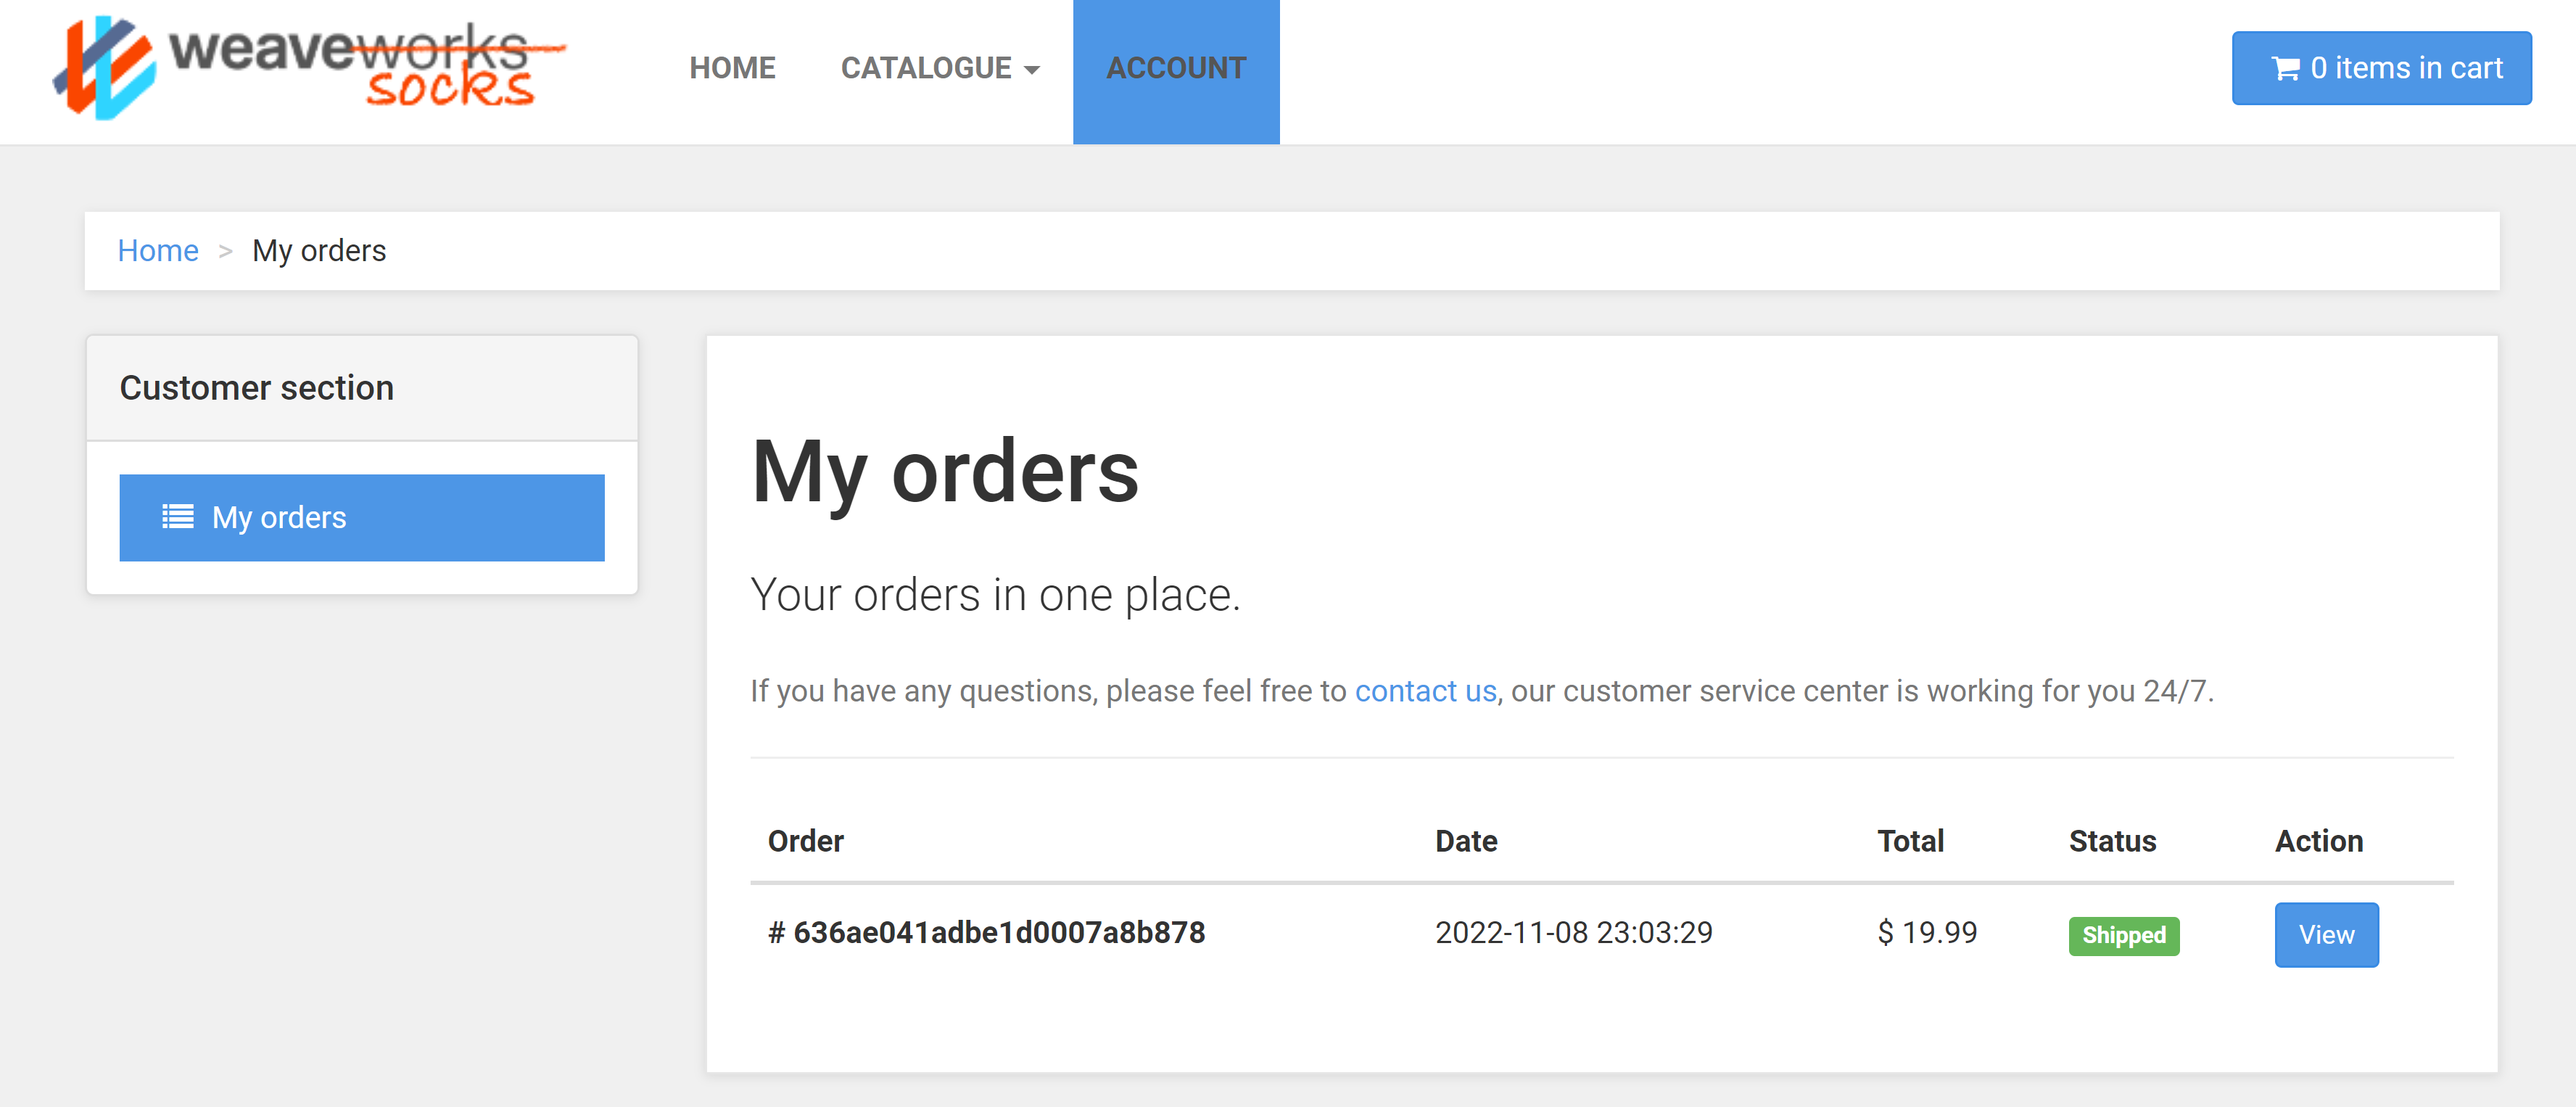 weaveworks
socks
HOME CATALOGUE ACCOUNT 0 items in cart
Home > My orders
Customer section
My orders
My orders
Your orders in one place.
If you have any questions, please feel free to contact us, our customer service center is working for you 24/7.
Order Date Total Status Action
# 636ae041adbe1d0007a8b878 2022-11-08 23:03:29 $ 19.99 Shipped View